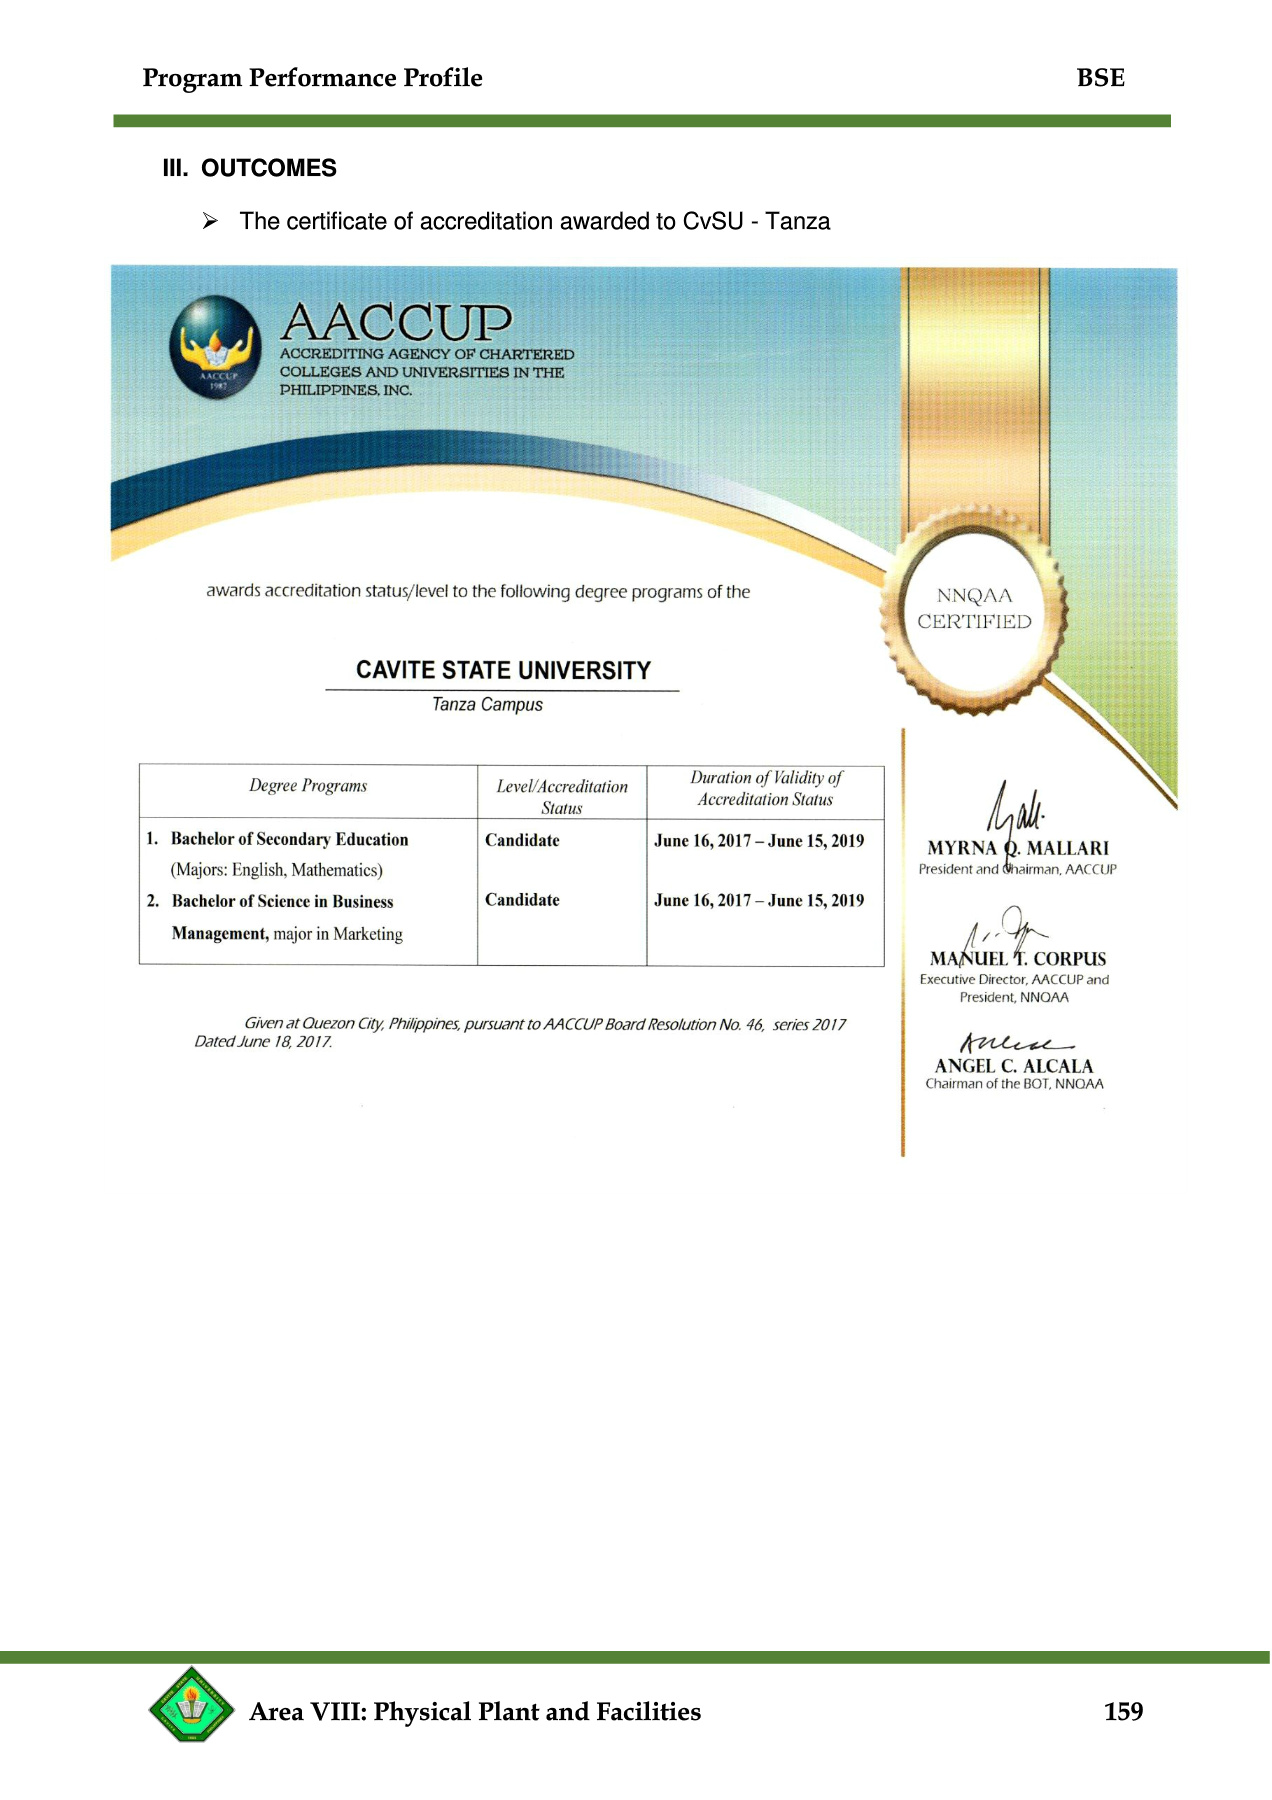 Program Performance Profile BSE
III. OUTCOMES
➢ The certificate of accreditation awarded to CvSU - Tanza
AACCUP
ACCREDITING AGENCY OF CHARTERED
COLLEGES AND UNIVERSITIES IN THE
PHILIPPINES, INC.
AACCUP
1987
awards accreditation status/level to the following degree programs of the
NNQAA
CERTIFIED
CAVITE STATE UNIVERSITY
Tanza Campus
Degree Programs
Level/Accreditation
Status
Duration of Validity of
Accreditation Status
1. Bachelor of Secondary Education
(Majors: English, Mathematics)
Candidate
June 16, 2017 – June 15, 2019
2. Bachelor of Science in Business
Management, major in Marketing
Candidate
June 16, 2017 – June 15, 2019
Given at Quezon City, Philippines, pursuant to AACCUP Board Resolution No. 46, series 2017
Dated June 18, 2017.
MYRNA Q. MALLARI
President and Chairman, AACCUP
MANUEL T. CORPUS
Executive Director, AACCUP and
President, NNQAA
ANGEL C. ALCALA
Chairman of the BOT, NNQAA
Area VIII: Physical Plant and Facilities 159